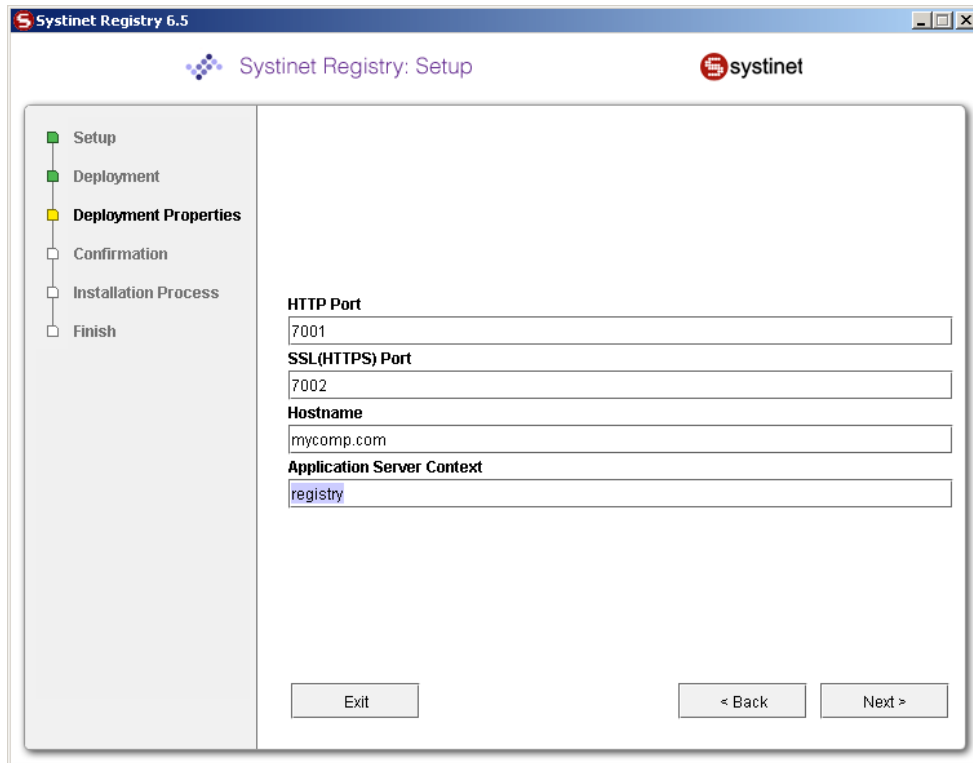 Systinet Registry 6.5
Systinet Registry: Setup
systinet
Setup
Deployment
Deployment Properties
Confirmation
Installation Process
Finish
HTTP Port
7001
SSL(HTTPS) Port
7002
Hostname
mycomp.com
Application Server Context
registry
Exit
< Back
Next >